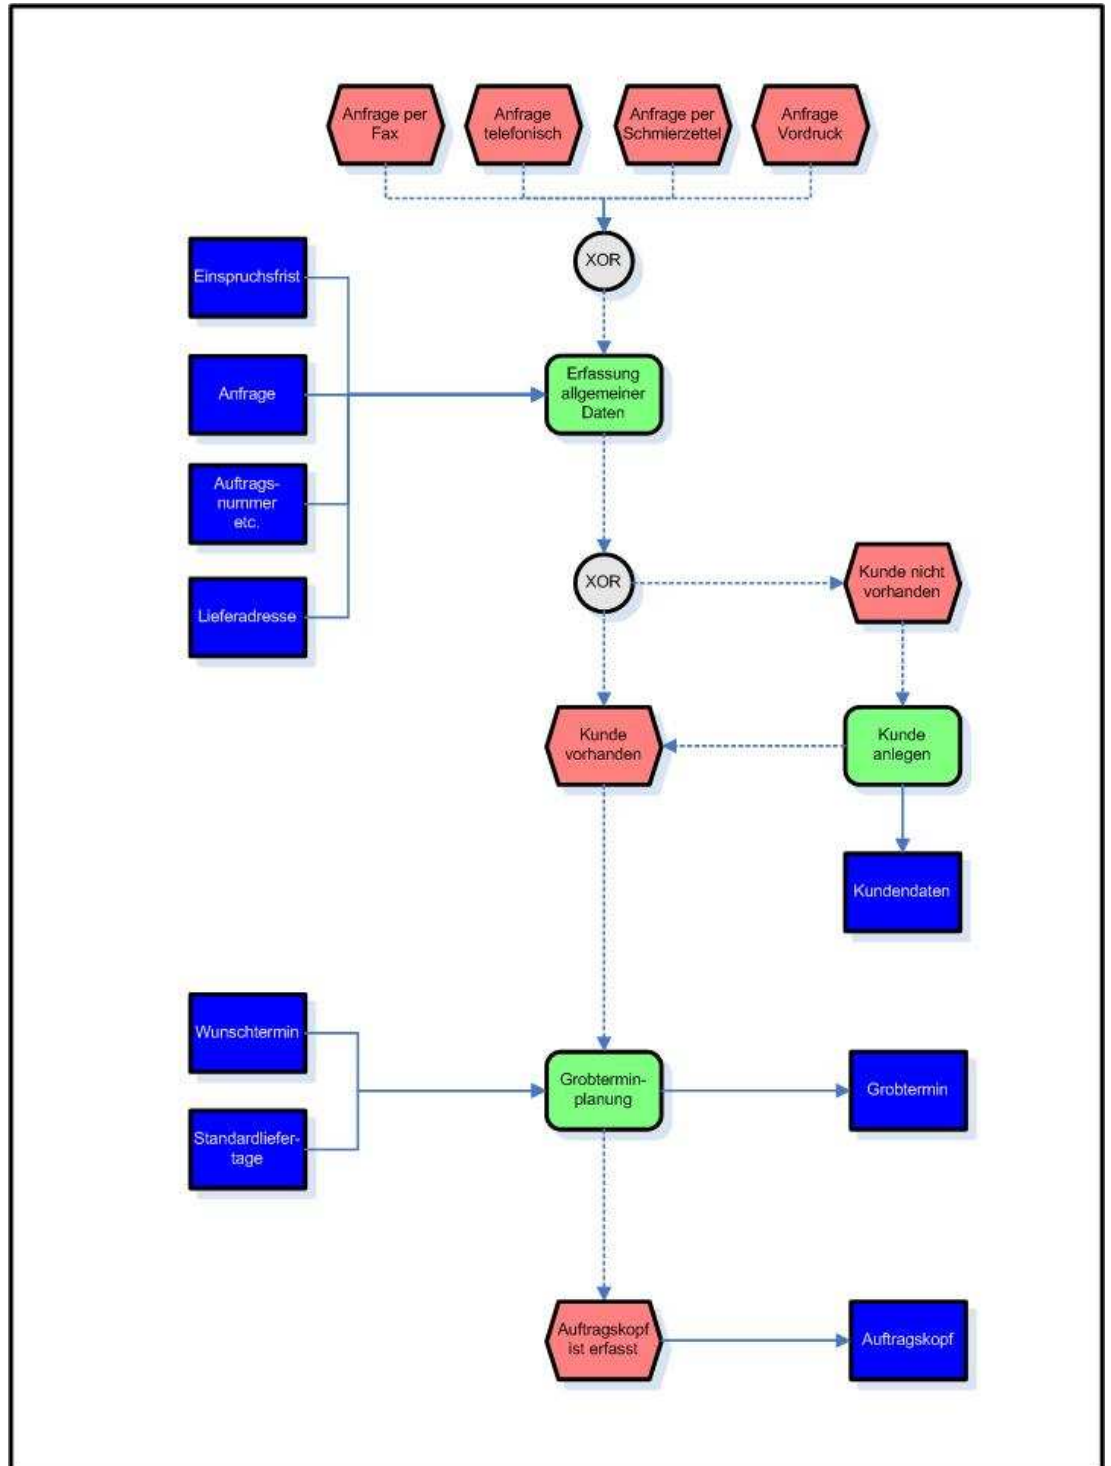 Anfrage per
Fax
Anfrage
telefonisch
Anfrage per
Schmierzettel
Anfrage
Vordruck
XOR
Einspruchsfrist
Erfassung
allgemeiner
Daten
Anfrage
Auftrags-
nummer
etc.
XOR
Kunde nicht
vorhanden
Lieferadresse
Kunde
vorhanden
Kunde
anlegen
Kundendaten
Wunschtermin
Grobtermin-
planung
Grobtermin
Standardliefer-
tage
Auftragskopf
ist erfasst
Auftragskopf